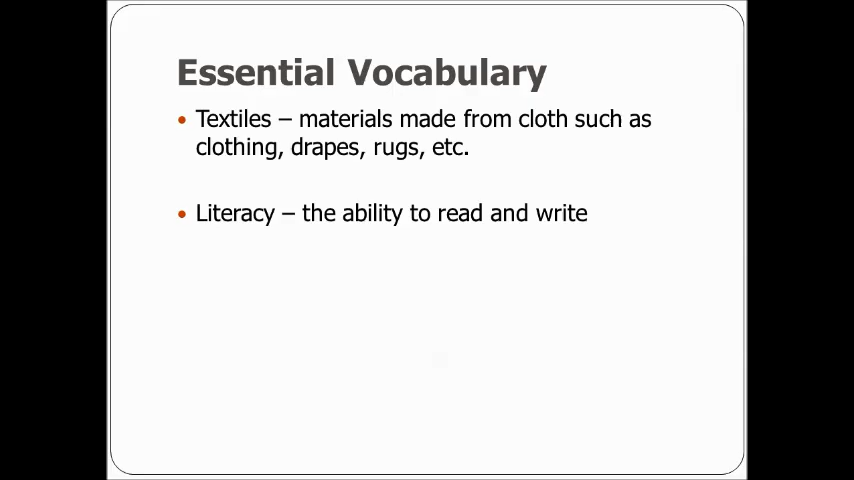 Essential Vocabulary
• Textiles – materials made from cloth such as
clothing, drapes, rugs, etc.
• Literacy – the ability to read and write